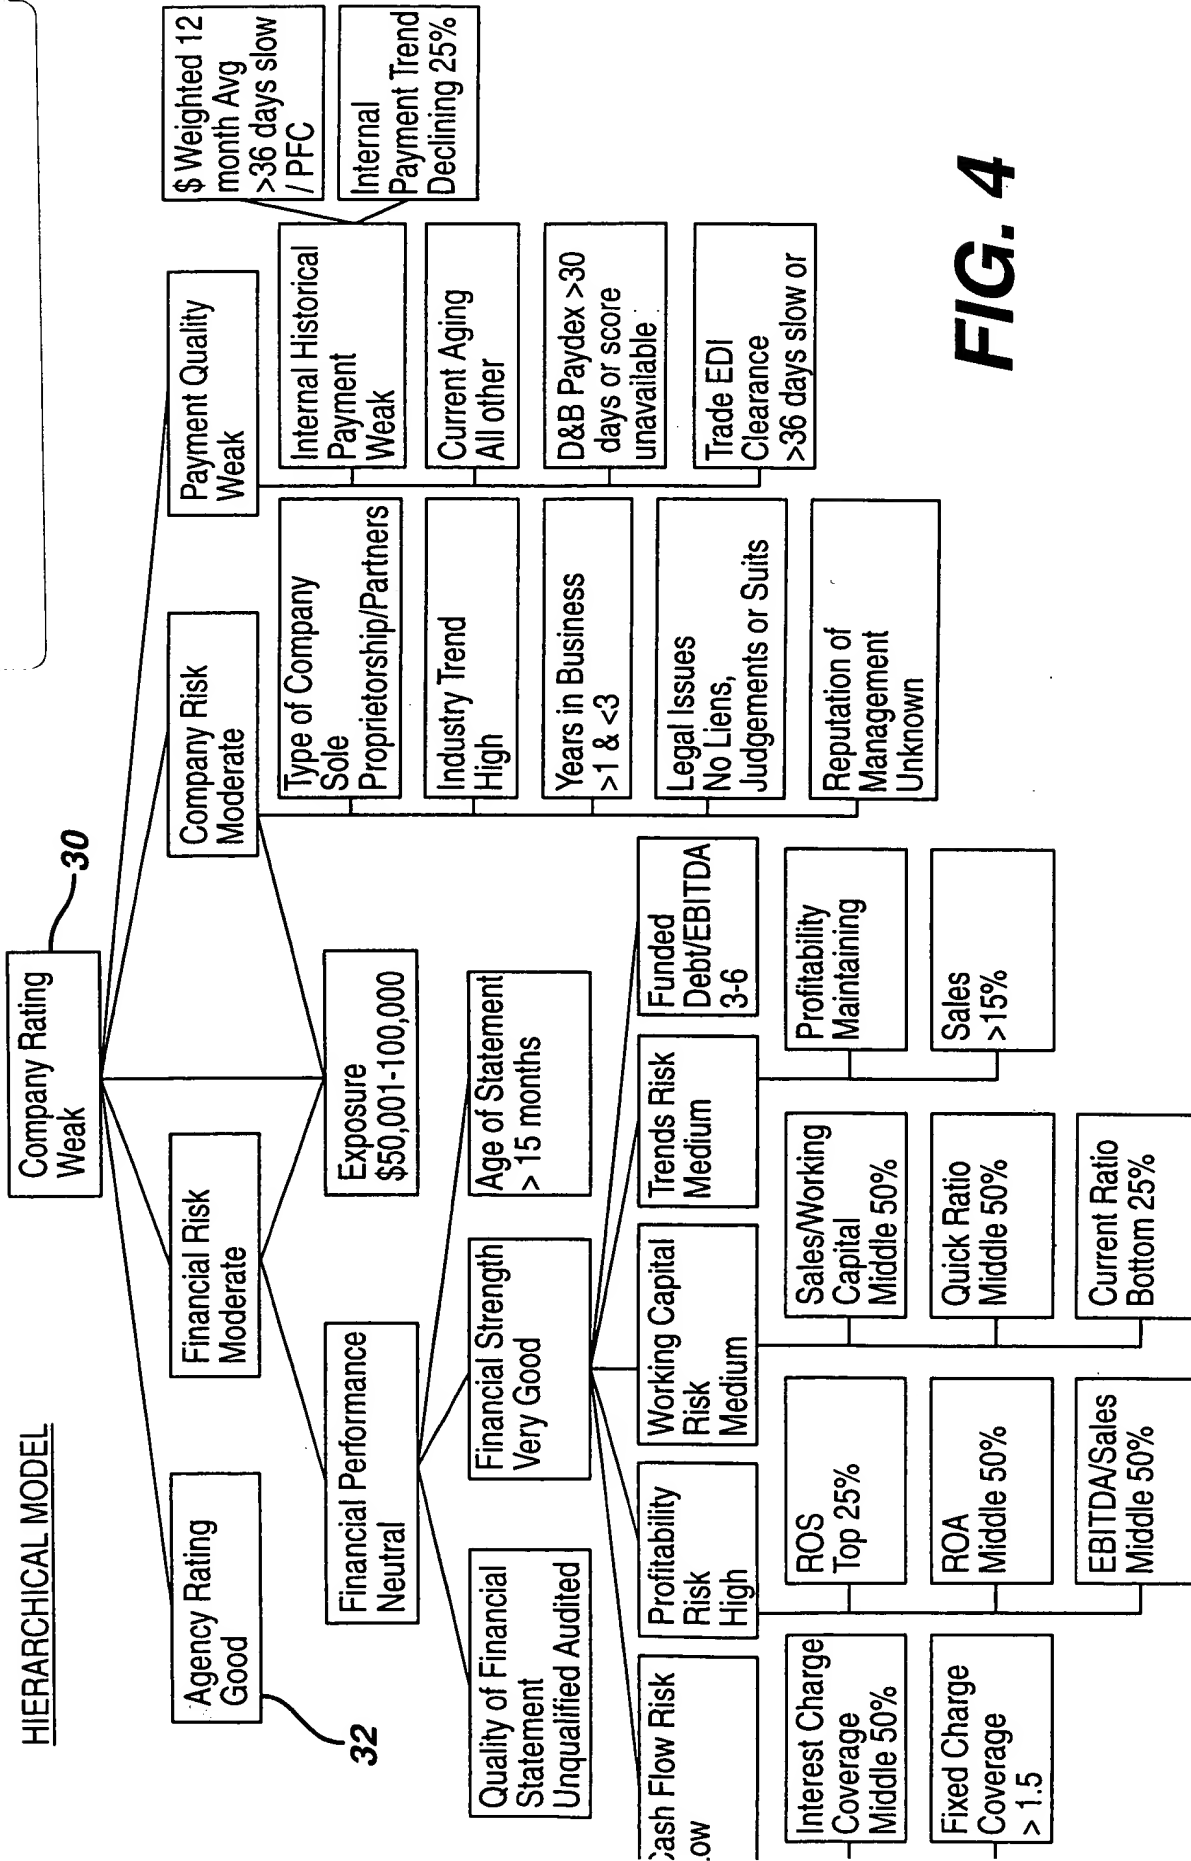 HIERARCHICAL MODEL
Company Rating
Weak
30
Agency Rating
Good
32
Financial Risk
Moderate
Company Risk
Moderate
Payment Quality
Weak
$ Weighted 12
month Avg
>36 days slow
/ PFC
Internal
Payment Trend
Declining 25%
Financial Performance
Neutral
Exposure
$50,001-100,000
Type of Company
Sole
Proprietorship/Partners
Internal Historical
Payment
Weak
Industry Trend
High
Current Aging
All other
Years in Business
>1 & <3
D&B Paydex >30
days or score
unavailable
Legal Issues
No Liens,
Judgements or Suits
Trade EDI
Clearance
>36 days slow or
Reputation of
Management
Unknown
Quality of Financial
Statement
Unqualified Audited
Financial Strength
Very Good
Age of Statement
> 15 months
Cash Flow Risk
Low
Profitability
Risk
High
Working Capital
Risk
Medium
Trends Risk
Medium
Funded
Debt/EBITDA
3-6
Interest Charge
Coverage
Middle 50%
ROS
Top 25%
Sales/Working
Capital
Middle 50%
Profitability
Maintaining
Fixed Charge
Coverage
> 1.5
ROA
Middle 50%
Quick Ratio
Middle 50%
Sales
>15%
EBITDA/Sales
Middle 50%
Current Ratio
Bottom 25%
FIG. 4